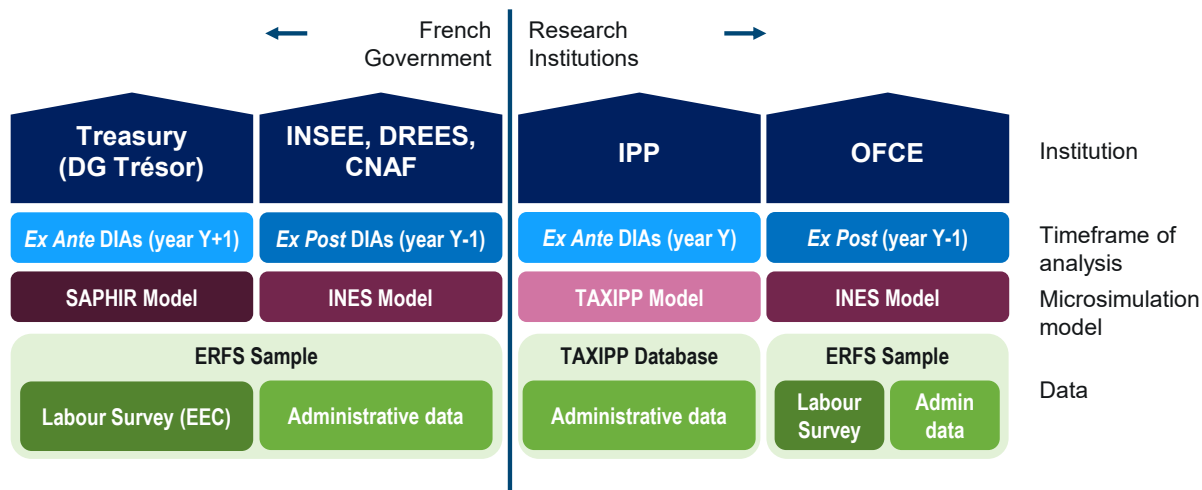 French
Government
Research
Institutions
Treasury
(DG Trésor)
INSEE, DREES,
CNAF
IPP
OFCE
Institution
Ex Ante DIAs (year Y+1)
Ex Post DIAs (year Y-1)
Ex Ante DIAs (year Y)
Ex Post (year Y-1)
Timeframe of
analysis
SAPHIR Model
INES Model
TAXIPP Model
INES Model
Microsimulation
model
ERFS Sample
TAXIPP Database
ERFS Sample
Labour Survey (EEC)
Administrative data
Administrative data
Labour
Survey
Admin
data
Data